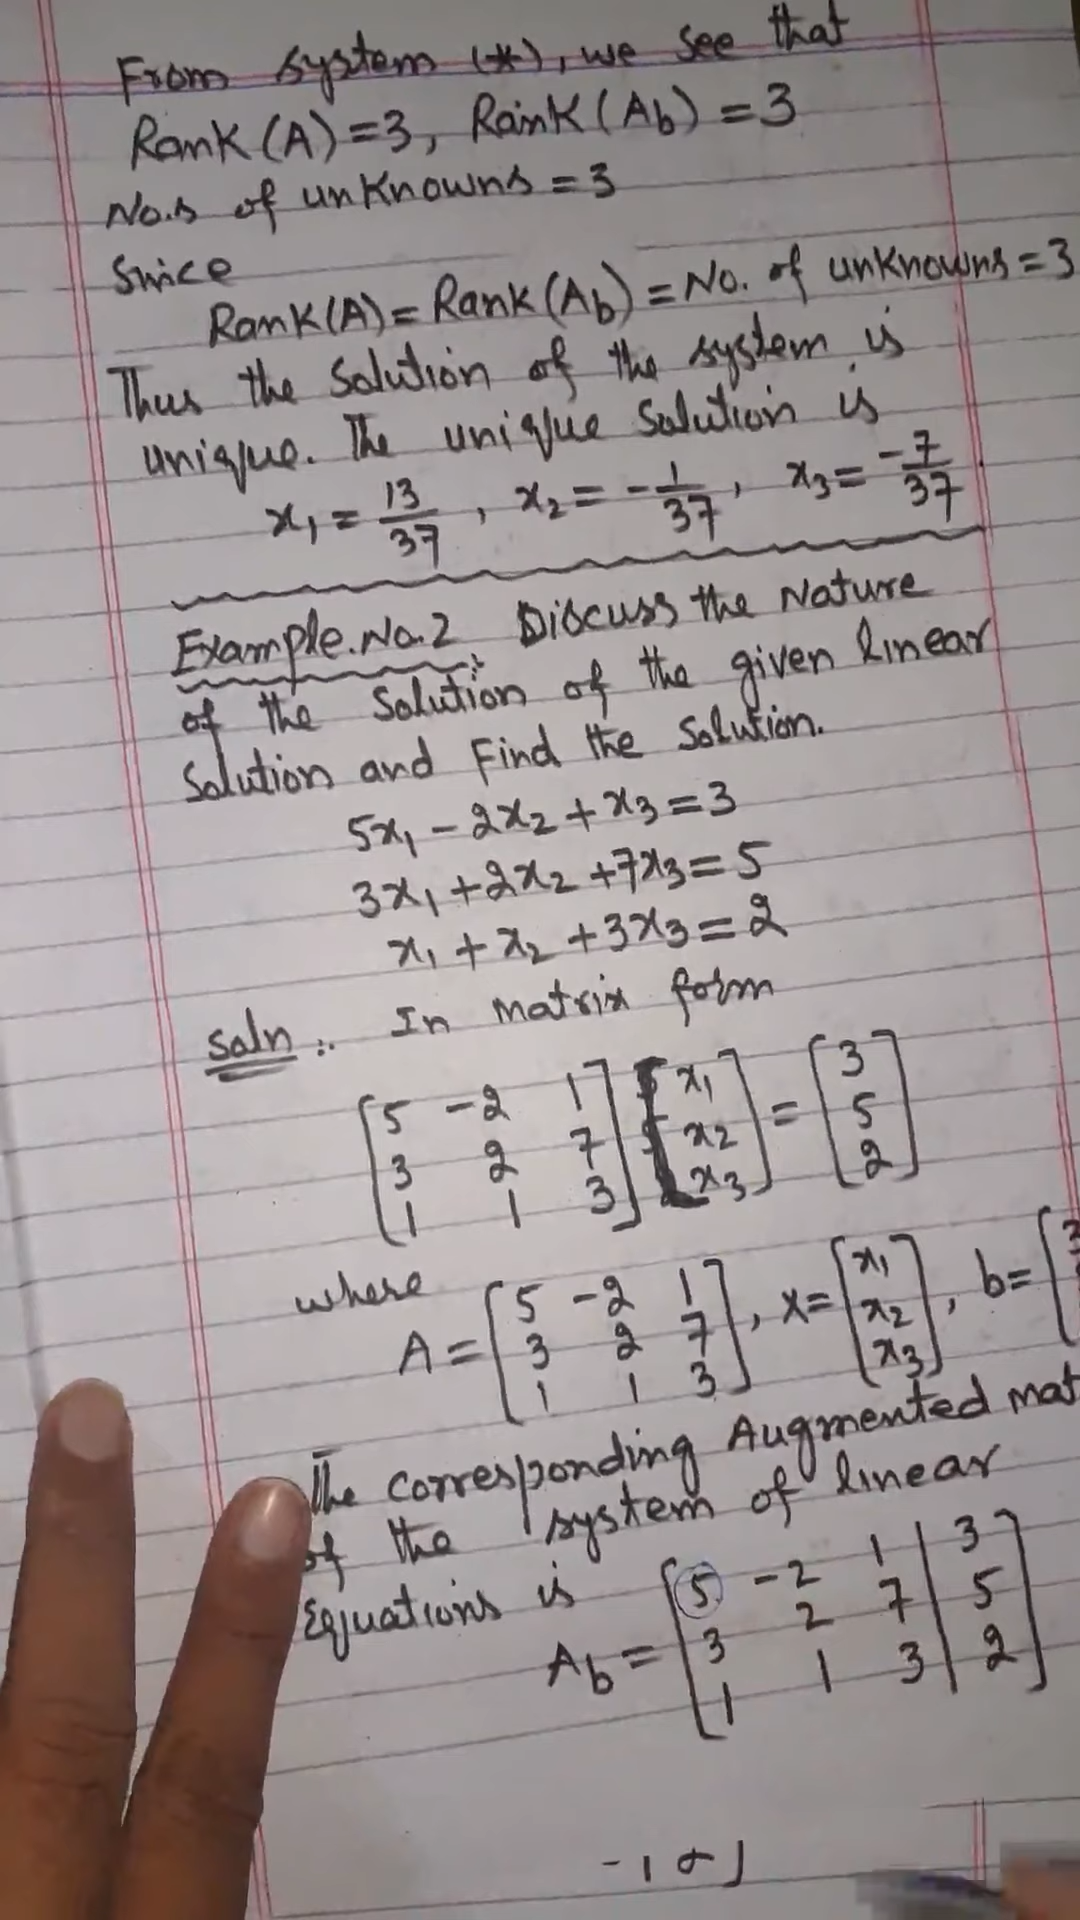 From system (*), we see that
Rank(A)=3, Rank(Ab)=3
No.s of unknowns=3
Since
Rank(A)=Rank(Ab)=No. of unknowns=3
Thus the solution of the system is
unique. The unique solution is
x₁ = 13/37, x₂ = -1/37, x₃ = -7/37.
Example.No.2 :- Discuss the Nature
of the solution of the given linear
solution and Find the solution.
5x₁-2x₂+x₃=3
3x₁+2x₂+7x₃=5
x₁+x₂+3x₃=2
Soln :. In matrix form
[5 -2 1] [x₁] = [3]
[3 2 7] [x₂] [5]
[1 1 3] [x₃] [2]
where
A= [5 -2 1], x= [x₁], b= [
[3 2 7] [x₂]
[1 1 3] [x₃]
The corresponding Augmented mat
of the system of linear
Equations is
Ab = [5 -2 1 | 3]
[3 2 7 | 5]
[1 1 3 | 2]